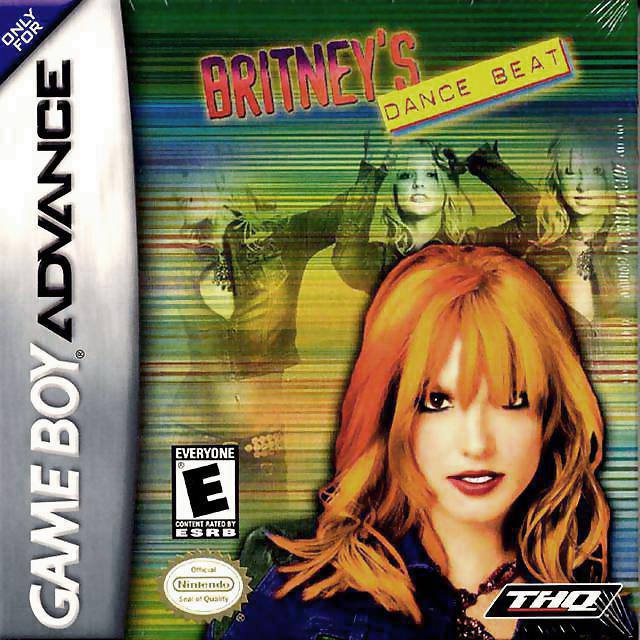 ONLY
FOR
GAME BOY ADVANCE
BRITNEY'S
DANCE BEAT
EVERYONE
E
CONTENT RATED BY
ESRB
Official
Nintendo
Seal of Quality
THQ